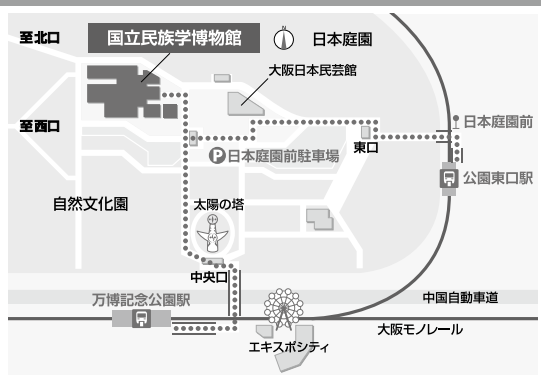 至北口
国立民族学博物館
N
日本庭園
大阪日本民芸館
至西口
日本庭園前
P日本庭園前駐車場
東口
公園東口駅
自然文化園
太陽の塔
中央口
万博記念公園駅
中国自動車道
大阪モノレール
エキスポシティ